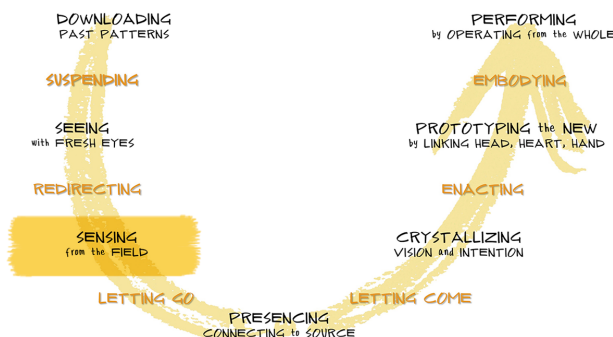 DOWNLOADING
PAST PATTERNS
SUSPENDING
SEEING
with FRESH EYES
REDIRECTING
SENSING
from the FIELD
LETTING GO
PRESENCING
CONNECTING to SOURCE
LETTING COME
CRYSTALLIZING
VISION and INTENTION
ENACTING
PROTOTYPING the NEW
by LINKING HEAD, HEART, HAND
EMBODYING
PERFORMING
by OPERATING from the WHOLE